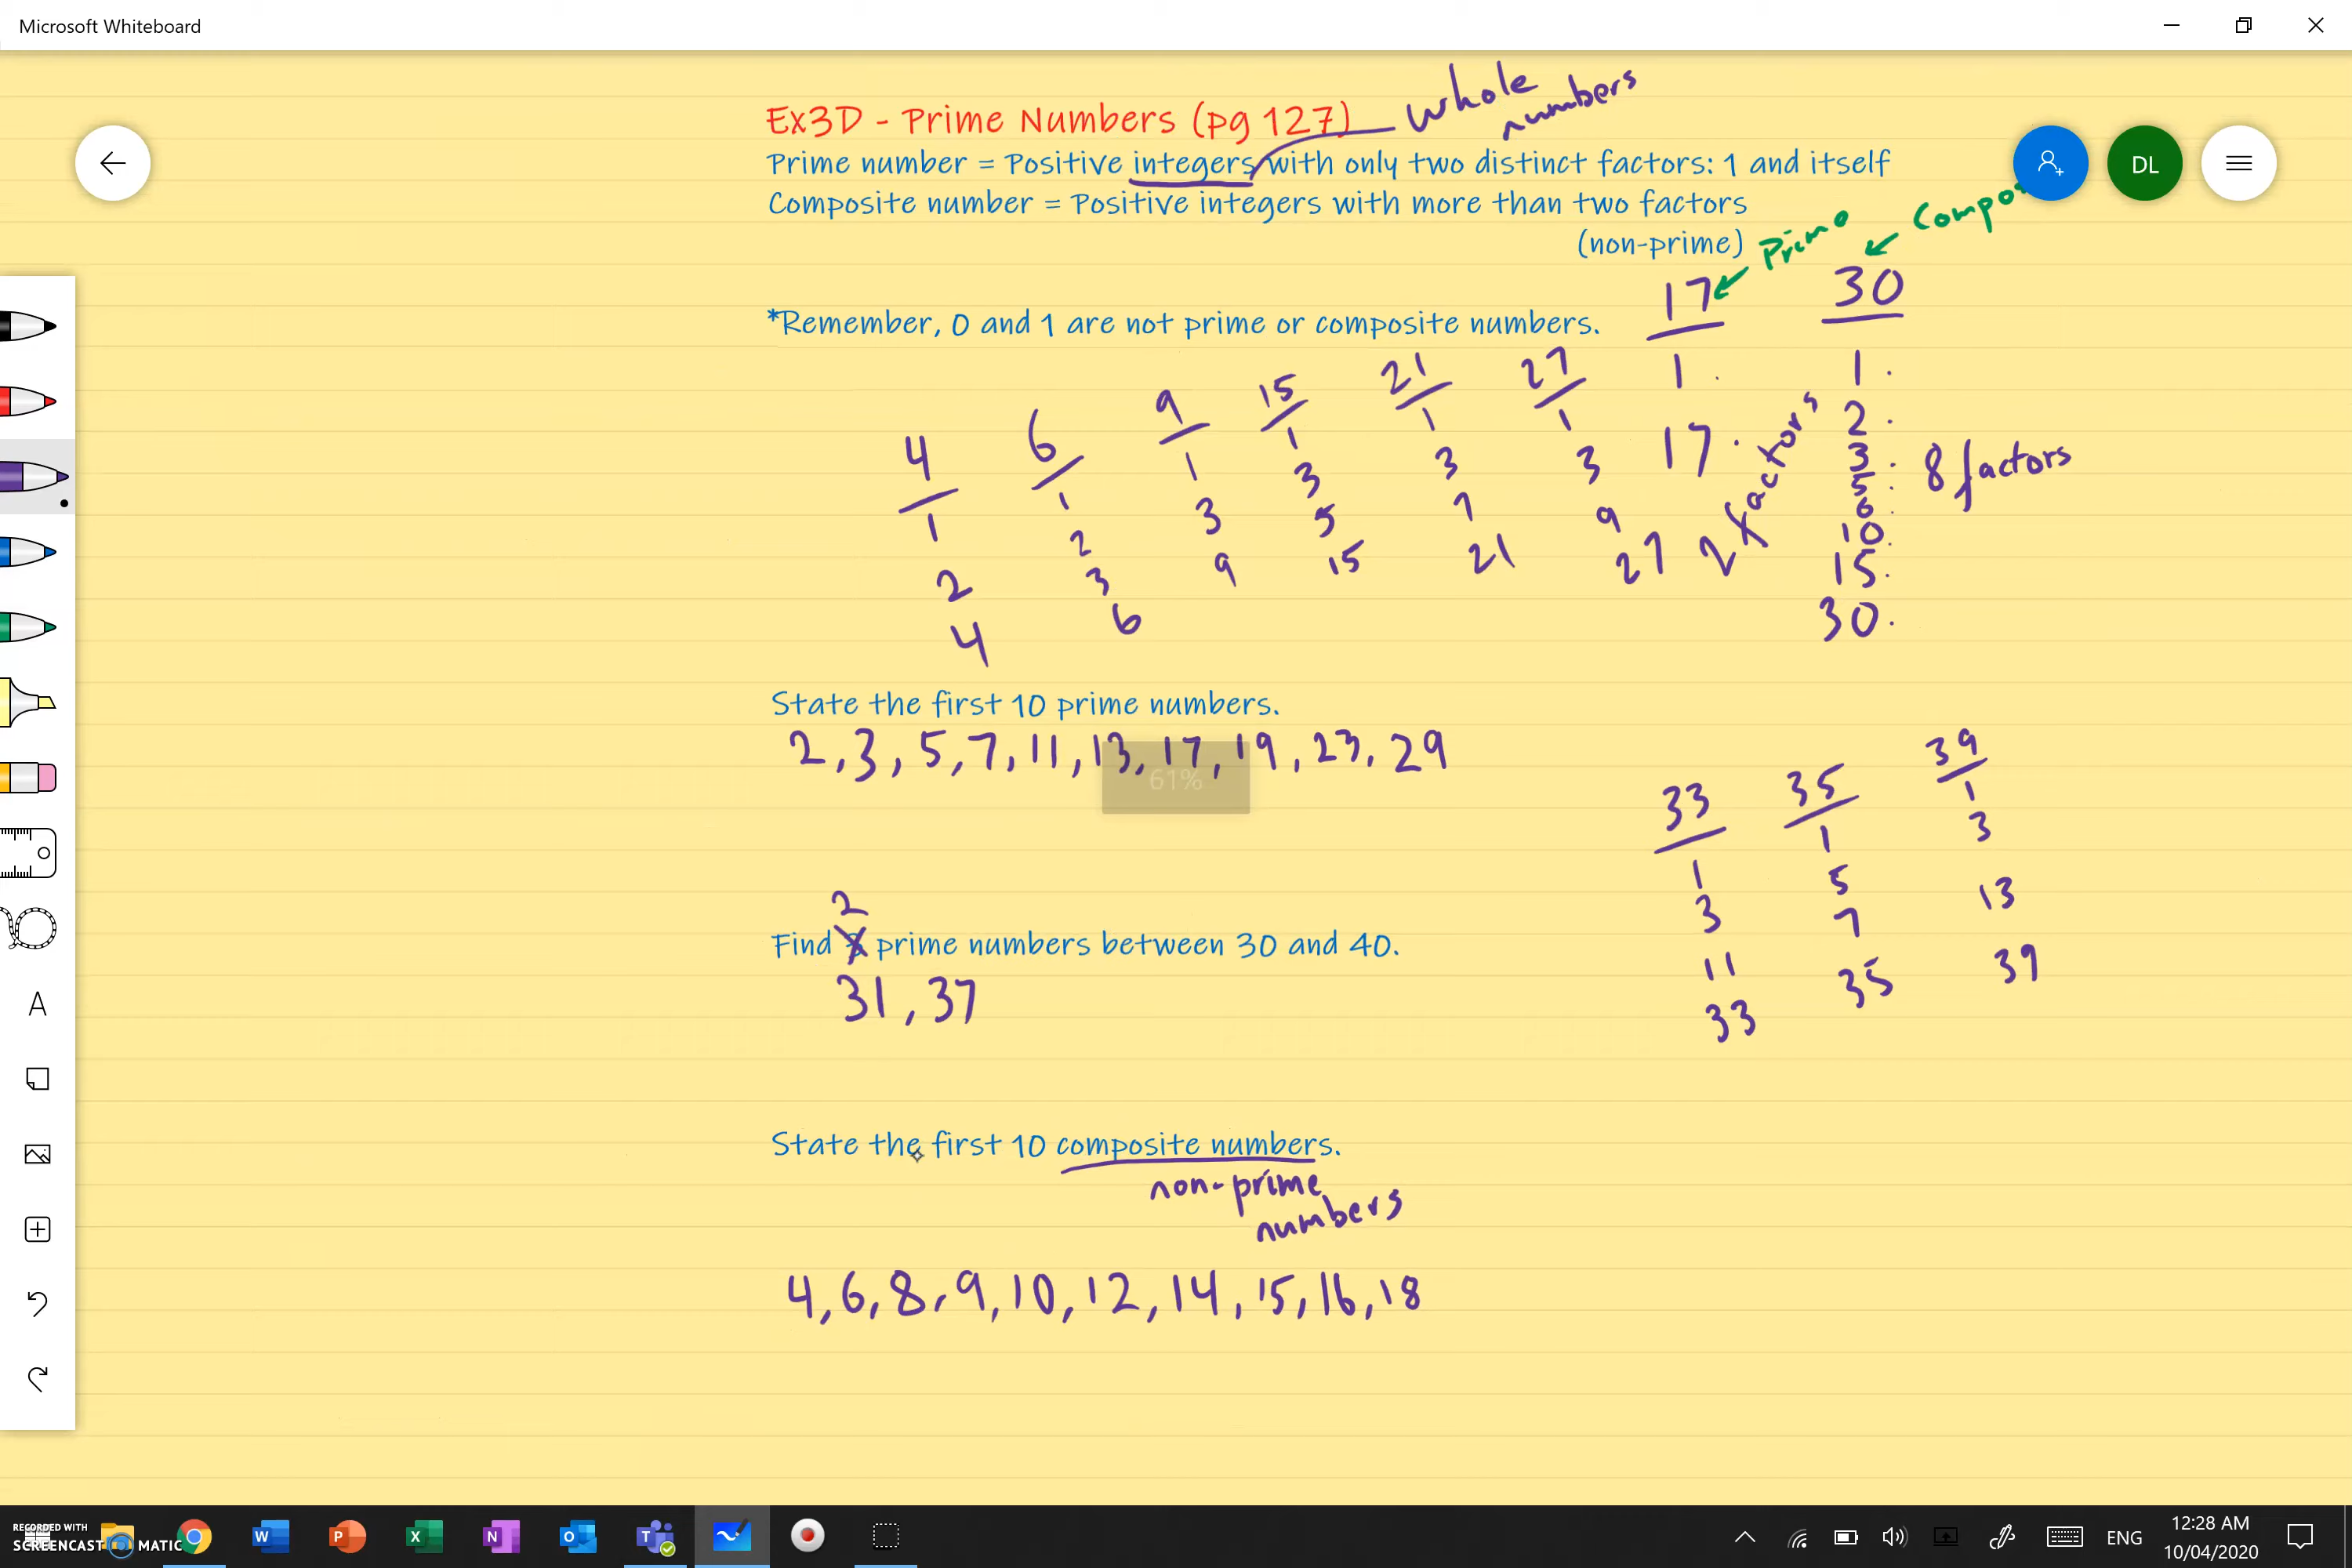 Microsoft Whiteboard
whole
numbers
Ex3D - Prime Numbers (pg 127)
Prime number = Positive integers with only two distinct factors: 1 and itself
Composite number = Positive integers with more than two factors
(non-prime)
Prime
DL
*Remember, 0 and 1 are not prime or composite numbers.
4
1
2
4
6
1
2
3
6
9
1
3
9
15
1
3
5
15
21
1
3
7
21
27
1
3
9
27
17
1
17
2 factors
30
1
2
3
5
6
10
15
30
8 factors
State the first 10 prime numbers.
2, 3, 5, 7, 11, 13, 17, 19, 23, 29
61%
33
1
3
11
33
35
1
5
7
35
39
1
3
13
39
2
Find 3 prime numbers between 30 and 40.
31, 37
State the first 10 composite numbers.
non-prime
numbers
4, 6, 8, 9, 10, 12, 14, 15, 16, 18
A
RECORDED WITH
SCREENCAST MATIC
W
P
X
N
O
T
ENG
12:28 AM
10/04/2020